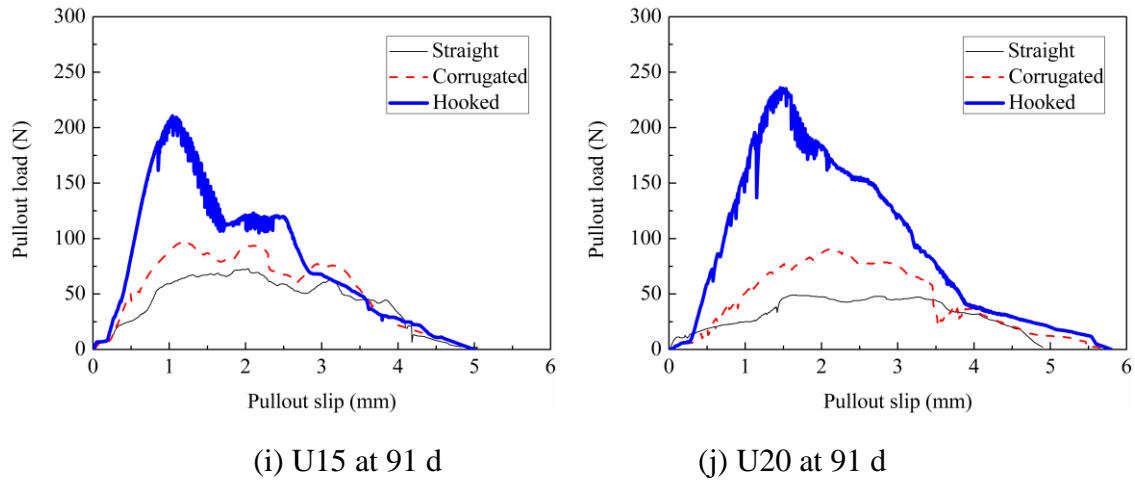 300
250
200
150
100
50
0
Pullout load (N)
Straight
Corrugated
Hooked
0 1 2 3 4 5 6
Pullout slip (mm)
(i) U15 at 91 d
300
250
200
150
100
50
0
Pullout load (N)
Straight
Corrugated
Hooked
0 1 2 3 4 5 6
Pullout slip (mm)
(j) U20 at 91 d